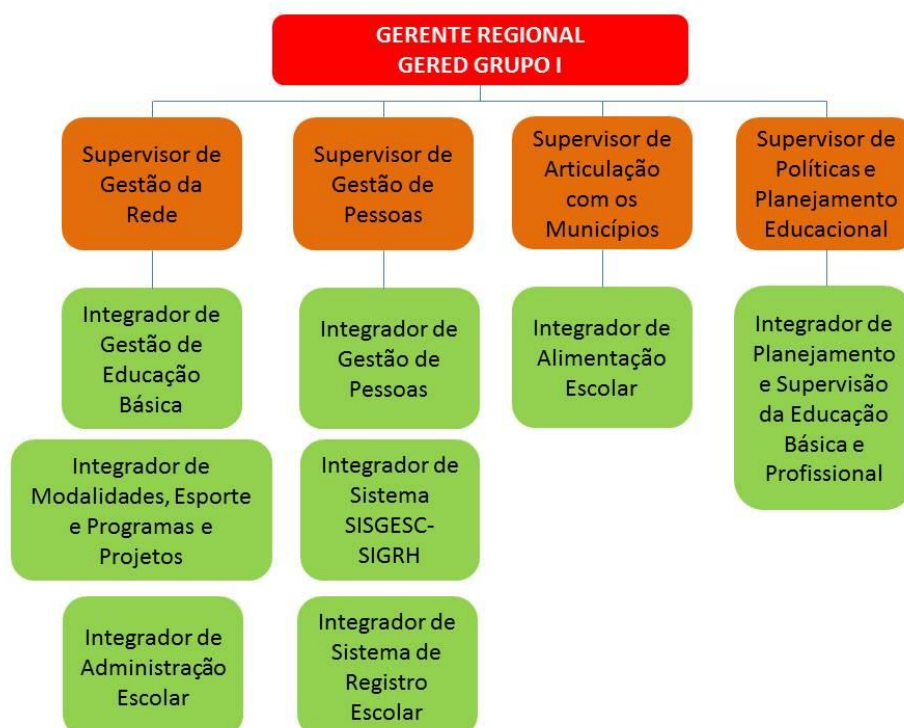 GERENTE REGIONAL
GERED GRUPO I
Supervisor de
Gestão da
Rede
Supervisor de
Gestão de
Pessoas
Supervisor de
Articulação
com os
Municípios
Supervisor de
Políticas e
Planejamento
Educacional
Integrador de
Gestão de
Educação
Básica
Integrador de
Gestão de
Pessoas
Integrador de
Alimentação
Escolar
Integrador de
Planejamento
e Supervisão
da Educação
Básica e
Profissional
Integrador de
Modalidades, Esporte
e Programas e
Projetos
Integrador de
Sistema
SISGESC-
SIGRH
Integrador de
Administração
Escolar
Integrador de
Sistema de
Registro
Escolar